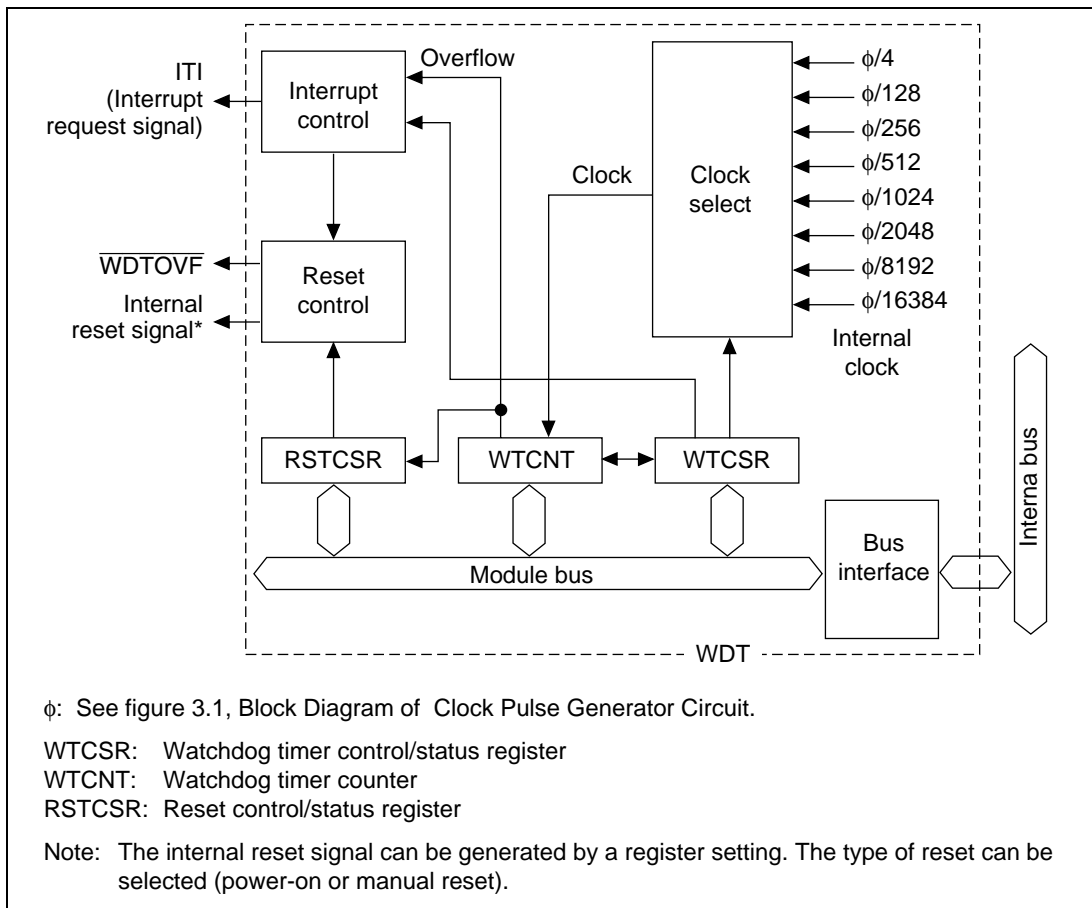 ITI
(Interrupt
request signal)
Interrupt
control
Overflow
WDTOVF
Internal
reset signal*
Reset
control
Clock
Clock
select
ϕ/4
ϕ/128
ϕ/256
ϕ/512
ϕ/1024
ϕ/2048
ϕ/8192
ϕ/16384
Internal
clock
RSTCSR
WTCNT
WTCSR
Module bus
Bus
interface
Interna bus
WDT
ϕ: See figure 3.1, Block Diagram of Clock Pulse Generator Circuit.
WTCSR: Watchdog timer control/status register
WTCNT: Watchdog timer counter
RSTCSR: Reset control/status register
Note: The internal reset signal can be generated by a register setting. The type of reset can be
selected (power-on or manual reset).